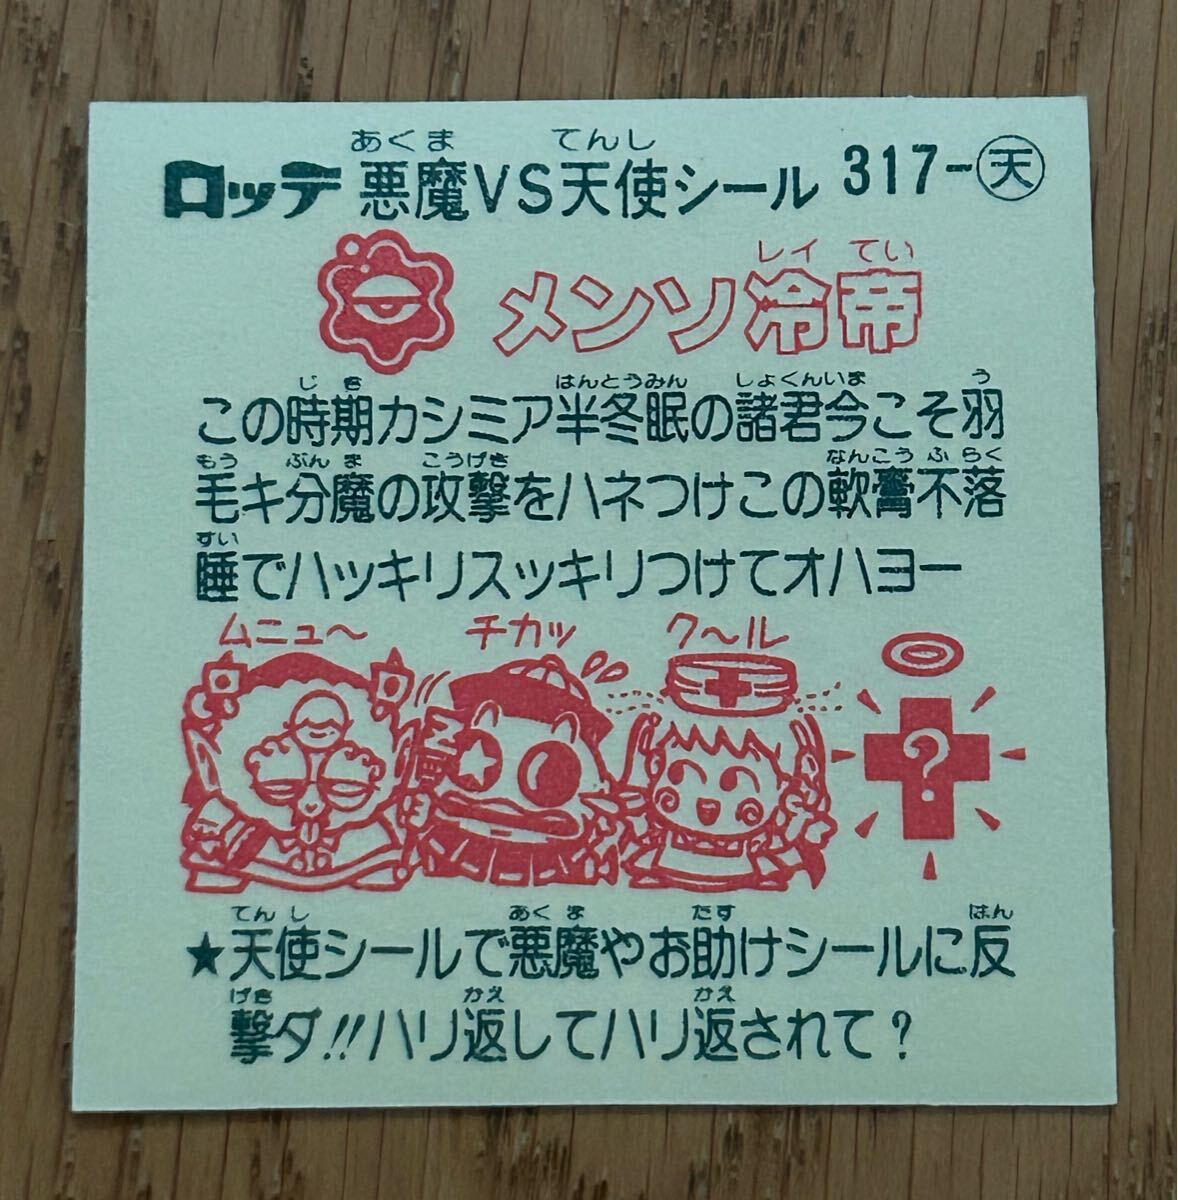 あくま てんし
ロッテ 悪魔VS天使シール 317-天
レイ てい
メンソ冷帝
じき はんとうみん しょくんいま う
この時期カシミア半冬眠の諸君今こそ羽
もう ぶんま こうげき なんこうふらく
毛キ分魔の攻撃をハネつけこの軟膏不落
すい
睡でハッキリスッキリつけてオハヨー
ムニュ〜 チカッ ク〜ル
?
てんし あくま たす はん
★天使シールで悪魔やお助けシールに反
げき かえ かえ
撃ダ!!ハリ返してハリ返されて?